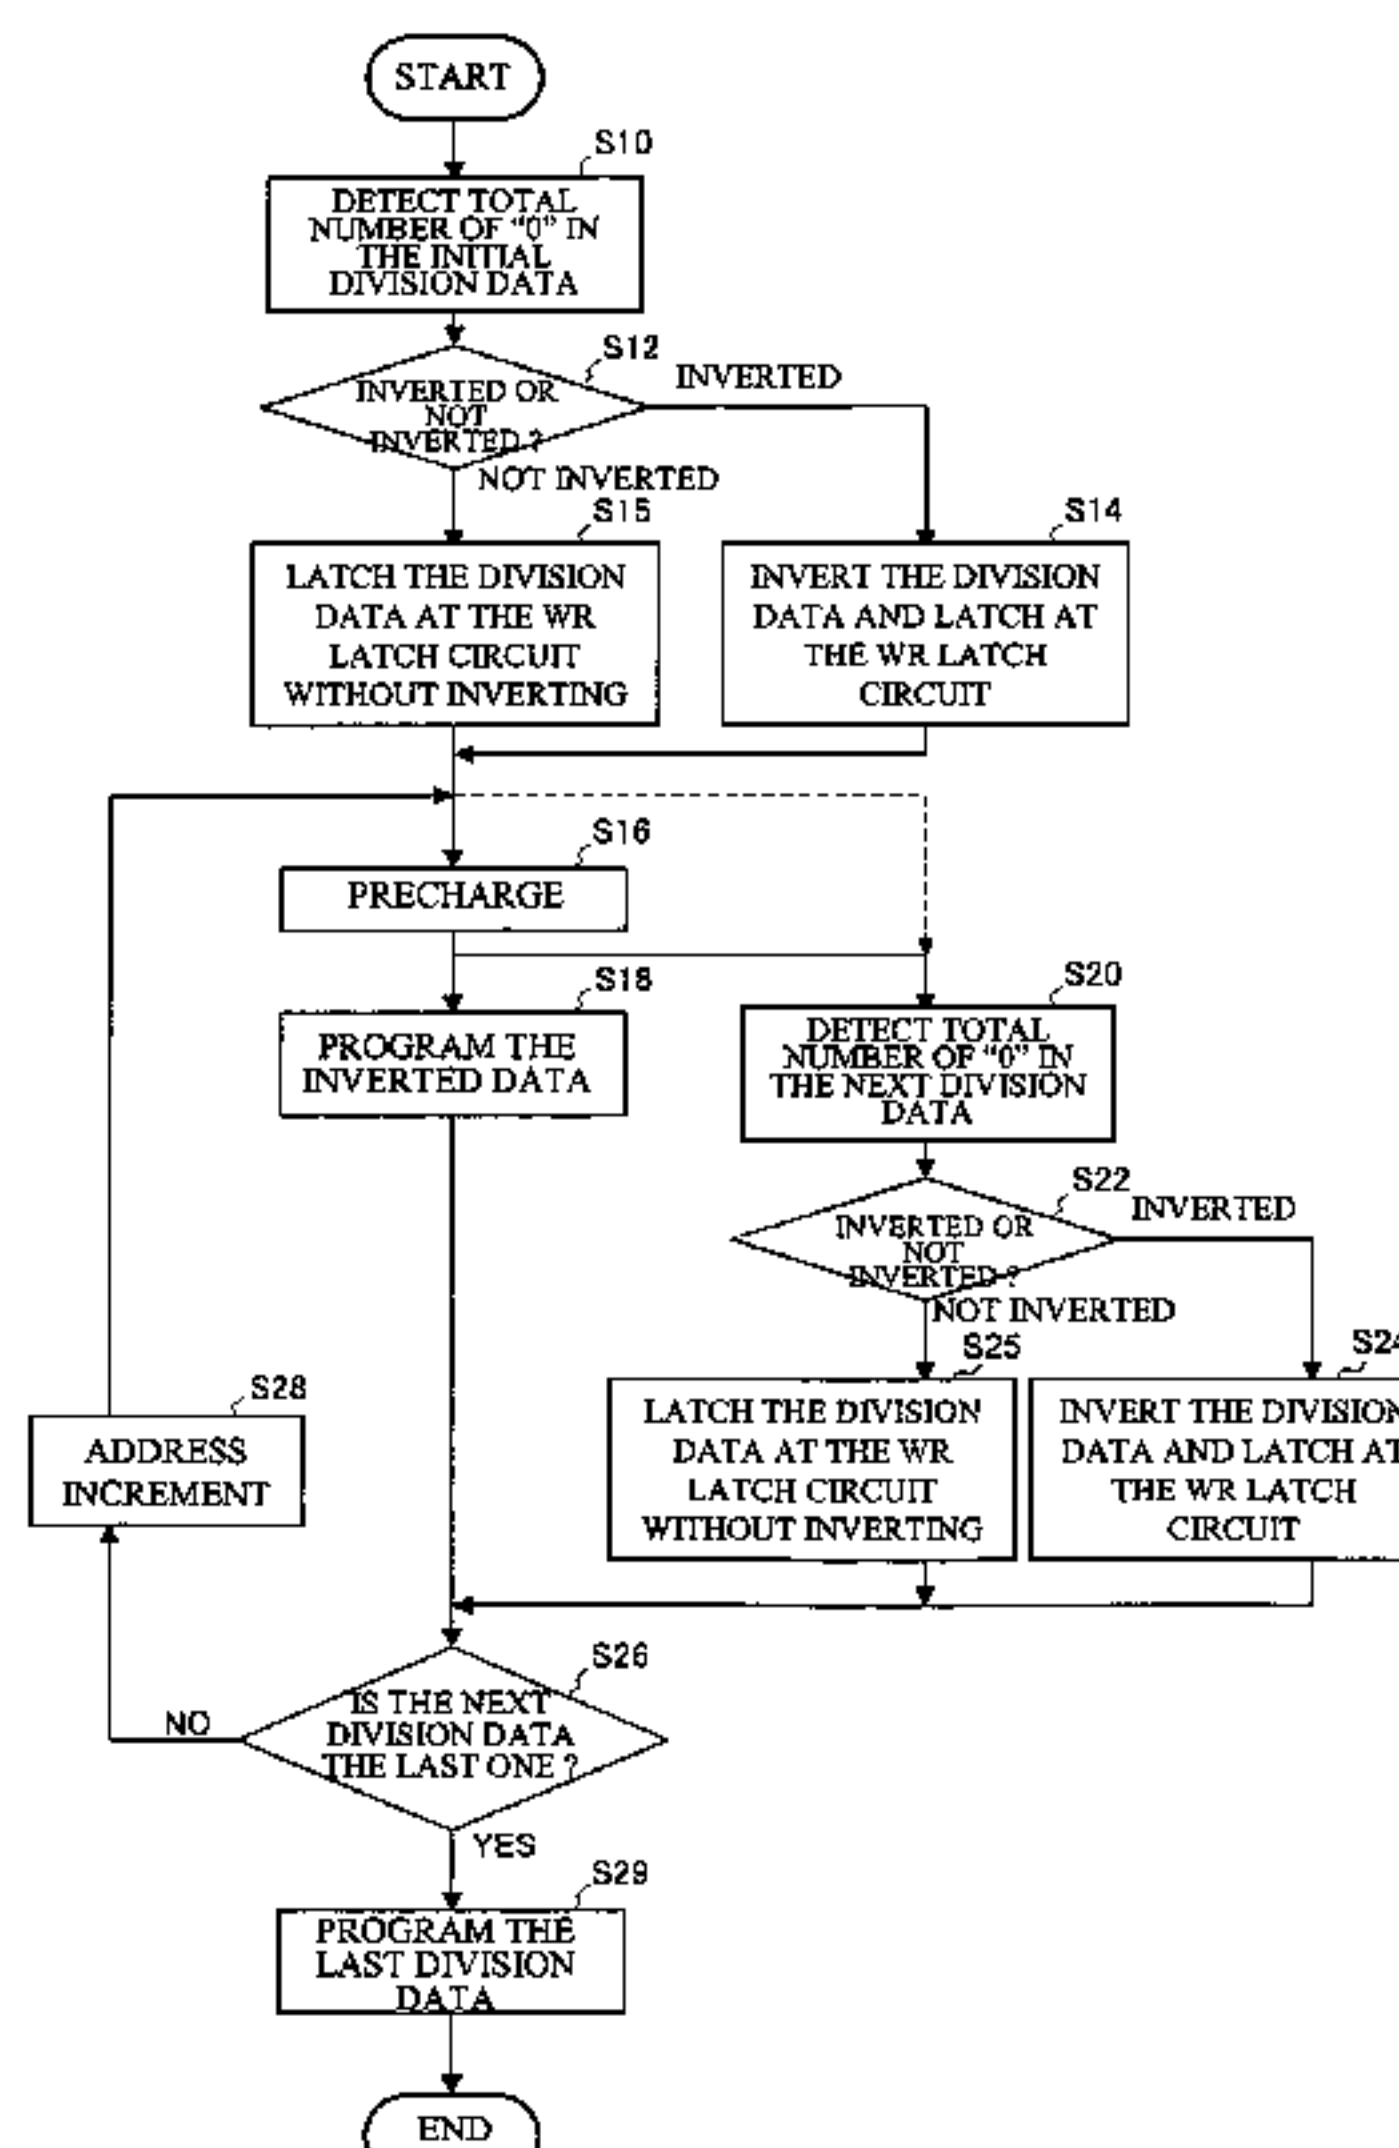 START
S10
DETECT TOTAL
NUMBER OF "0" IN
THE INITIAL
DIVISION DATA
S12
INVERTED OR
NOT
INVERTED ?
INVERTED
NOT INVERTED
S15
LATCH THE DIVISION
DATA AT THE WR
LATCH CIRCUIT
WITHOUT INVERTING
S14
INVERT THE DIVISION
DATA AND LATCH AT
THE WR LATCH
CIRCUIT
S16
PRECHARGE
S18
PROGRAM THE
INVERTED DATA
S20
DETECT TOTAL
NUMBER OF "0" IN
THE NEXT DIVISION
DATA
S22
INVERTED OR
NOT
INVERTED ?
INVERTED
NOT INVERTED
S25
LATCH THE DIVISION
DATA AT THE WR
LATCH CIRCUIT
WITHOUT INVERTING
S24
INVERT THE DIVISION
DATA AND LATCH AT
THE WR LATCH
CIRCUIT
S28
ADDRESS
INCREMENT
S26
IS THE NEXT
DIVISION DATA
THE LAST ONE ?
NO
YES
S29
PROGRAM THE
LAST DIVISION
DATA
END